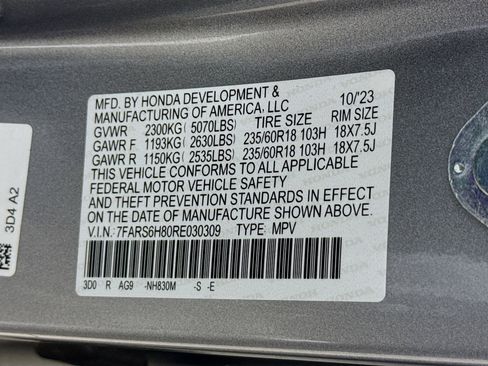 MFD. BY HONDA DEVELOPMENT &
MANUFACTURING OF AMERICA, LLC 10/23
GVWR 2300KG( 5070LBS) TIRE SIZE RIM SIZE
GAWR F 1193KG( 2630LBS) 235/60R18 103H 18X7.5J
GAWR R 1150KG( 2535LBS) 235/60R18 103H 18X7.5J
THIS VEHICLE CONFORMS TO ALL APPLICABLE
FEDERAL MOTOR VEHICLE SAFETY
AND THEFT PREVENTION STANDARDS IN EFFECT
ON THE DATE OF MANUFACTURE SHOWN ABOVE.
V.I.N.: 7FARS6H80RE030309 TYPE: MPV
3D0 R AG9 -NH830M -S -E
3D4 A2